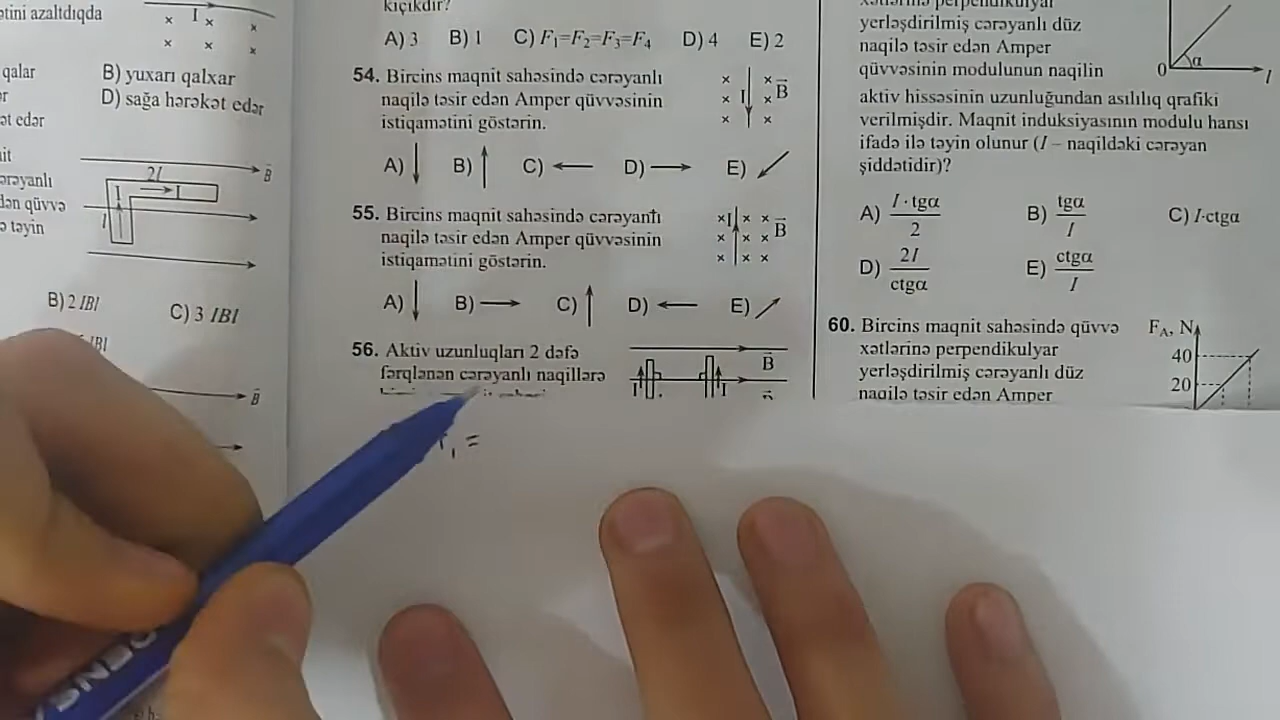 ətini azaltdıqda
I
qalar
B) yuxarı qalxar
D) sağa hərəkət edər
ət edər
2l
B
I
I
l
ərəyanlı
dən qüvvə
ə təyin
B) 2 IBl
C) 3 IBl
IBl
B
kiçikdir?
A) 3 B) 1 C) F₁=F₂=F₃=F₄ D) 4 E) 2
54. Bircins maqnit sahəsində cərəyanlı
naqilə təsir edən Amper qüvvəsinin
istiqamətini göstərin.
I
B
A) ↓ B) ↑ C) ← D) → E) ↙
55. Bircins maqnit sahəsində cərəyanlı
naqilə təsir edən Amper qüvvəsinin
istiqamətini göstərin.
I
B
A) ↓ B) → C) ↑ D) ← E) ↗
56. Aktiv uzunluqları 2 dəfə
fərqlənən cərəyanlı naqillərə
B
I
I
₁ =
yerləşdirilmiş cərəyanlı düz
naqilə təsir edən Amper
qüvvəsinin modulunun naqilin
aktiv hissəsinin uzunluğundan asılılıq qrafiki
verilmişdir. Maqnit induksiyasının modulu hansı
ifadə ilə təyin olunur (I – naqildəki cərəyan
şiddətidir)?
0 α l
A) I · tgα / 2 B) tgα / I C) I·ctgα
D) 2I / ctgα E) ctgα / I
60. Bircins maqnit sahəsində qüvvə
xətlərinə perpendikulyar
yerləşdirilmiş cərəyanlı düz
naqilə təsir edən Amper
F_A, N
40
20